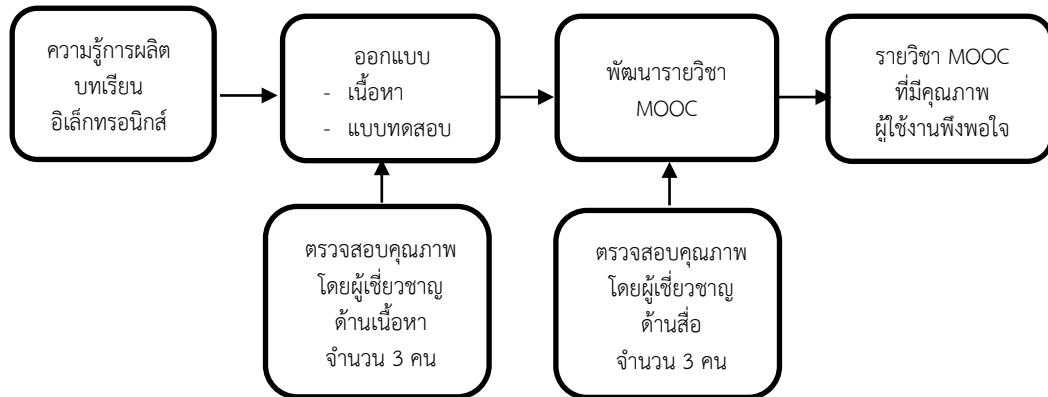 ความรู้การผลิต
บทเรียน
อิเล็กทรอนิกส์
ออกแบบ
- เนื้อหา
- แบบทดสอบ
พัฒนารายวิชา
MOOC
รายวิชา MOOC
ที่มีคุณภาพ
ผู้ใช้งานพึงพอใจ
ตรวจสอบคุณภาพ
โดยผู้เชี่ยวชาญ
ด้านเนื้อหา
จำนวน 3 คน
ตรวจสอบคุณภาพ
โดยผู้เชี่ยวชาญ
ด้านสื่อ
จำนวน 3 คน